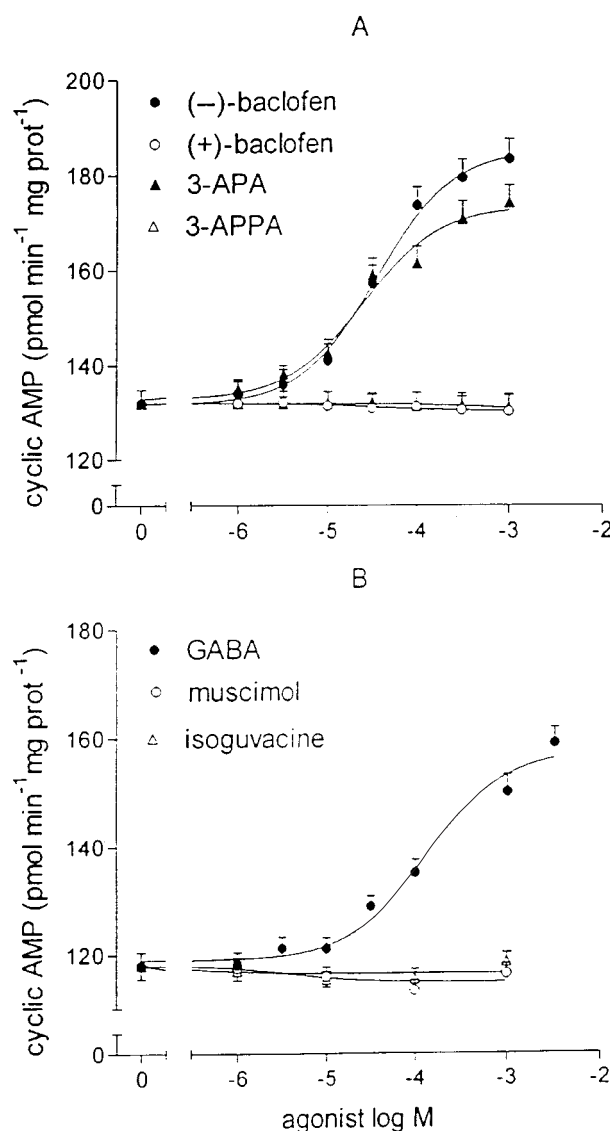 A
cyclic AMP (pmol min⁻¹ mg prot⁻¹)
200
180
160
140
120
0
(−)-baclofen
(+)-baclofen
3-APA
3-APPA
0
-6
-5
-4
-3
-2
B
cyclic AMP (pmol min⁻¹mg prot⁻¹)
180
160
140
120
0
GABA
muscimol
isoguvacine
0
-6
-5
-4
-3
-2
agonist log M